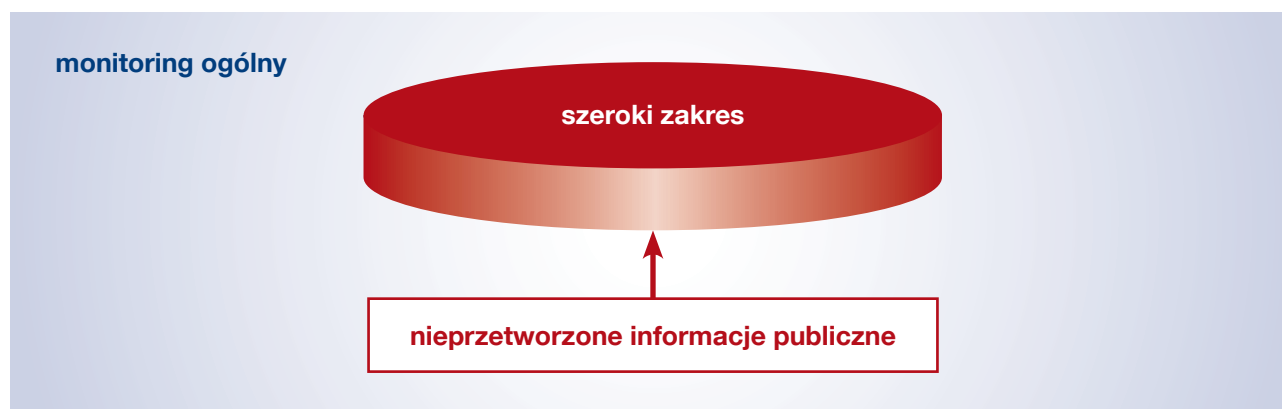 monitoring ogólny
szeroki zakres
nieprzetworzone informacje publiczne